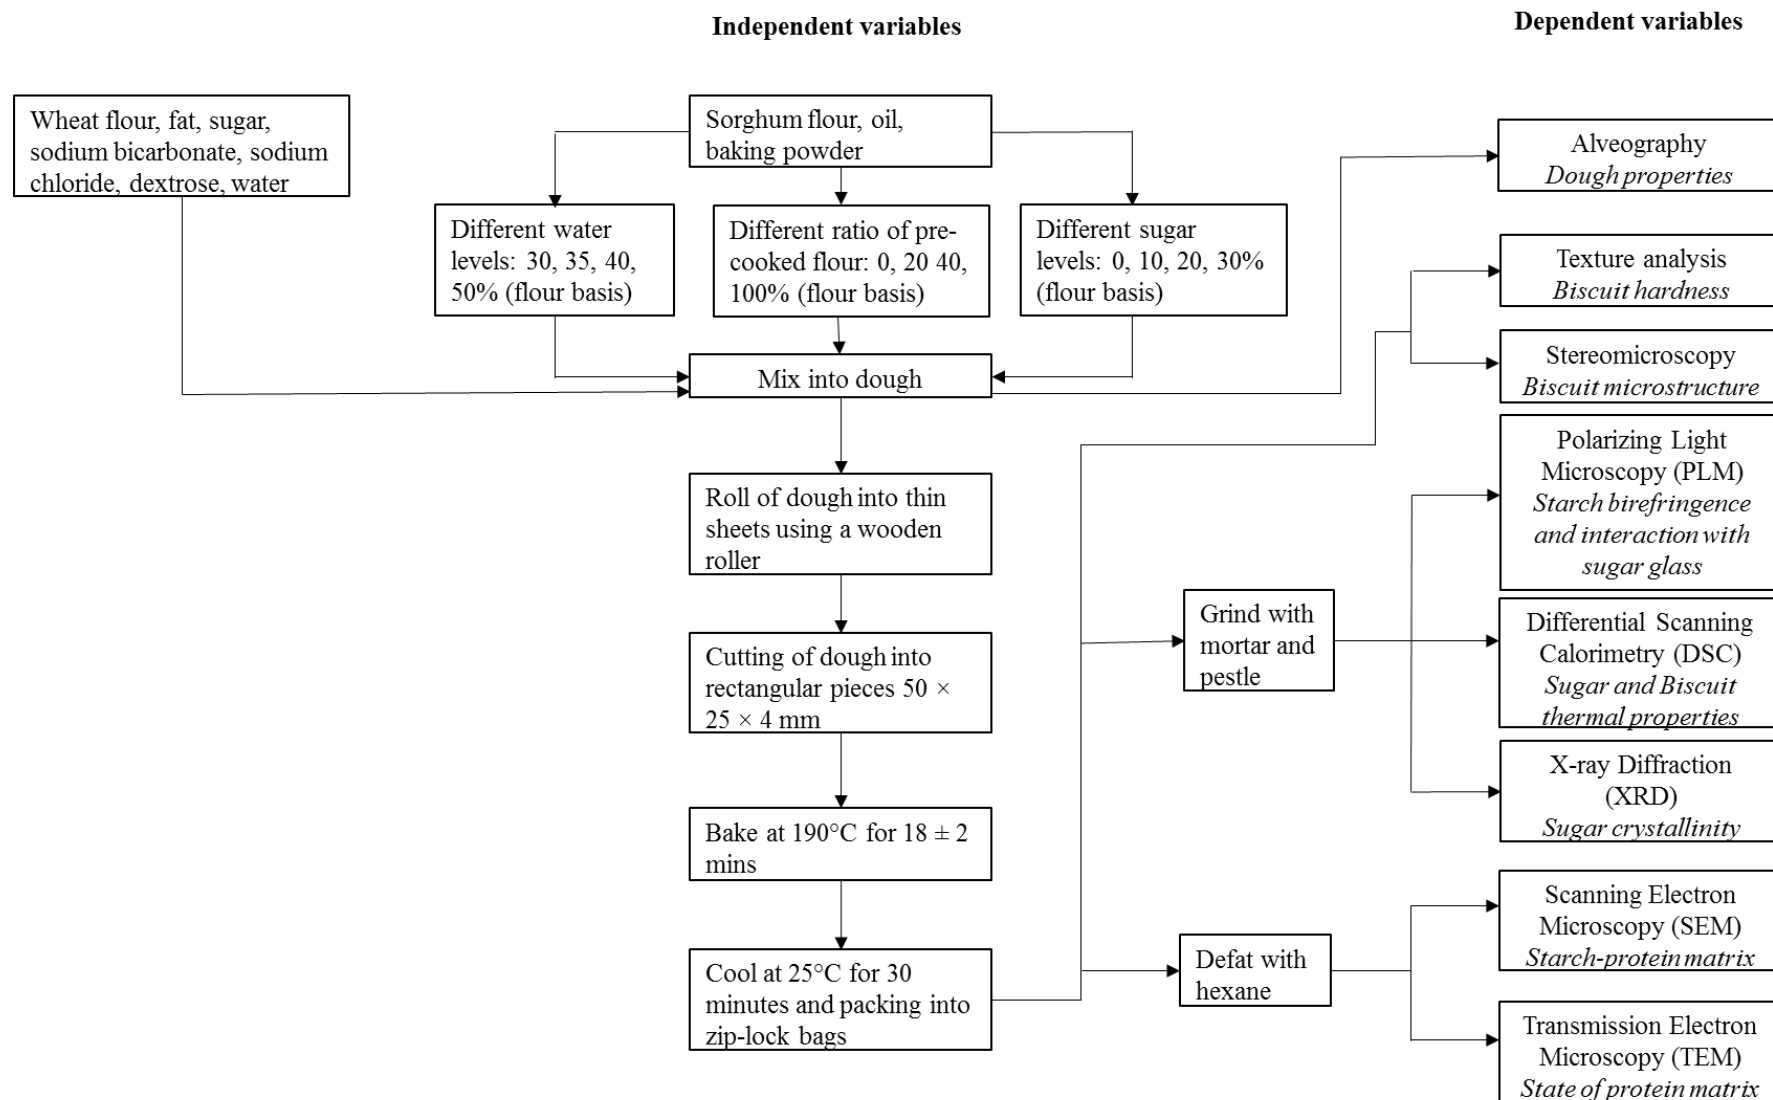 Independent variables
Dependent variables
Wheat flour, fat, sugar,
sodium bicarbonate, sodium
chloride, dextrose, water
Sorghum flour, oil,
baking powder
Different water
levels: 30, 35, 40,
50% (flour basis)
Different ratio of pre-
cooked flour: 0, 20 40,
100% (flour basis)
Different sugar
levels: 0, 10, 20, 30%
(flour basis)
Mix into dough
Roll of dough into thin
sheets using a wooden
roller
Cutting of dough into
rectangular pieces 50 ×
25 × 4 mm
Bake at 190°C for 18 ± 2
mins
Cool at 25°C for 30
minutes and packing into
zip-lock bags
Grind with
mortar and
pestle
Defat with
hexane
Alveography
Dough properties
Texture analysis
Biscuit hardness
Stereomicroscopy
Biscuit microstructure
Polarizing Light
Microscopy (PLM)
Starch birefringence
and interaction with
sugar glass
Differential Scanning
Calorimetry (DSC)
Sugar and Biscuit
thermal properties
X-ray Diffraction
(XRD)
Sugar crystallinity
Scanning Electron
Microscopy (SEM)
Starch-protein matrix
Transmission Electron
Microscopy (TEM)
State of protein matrix